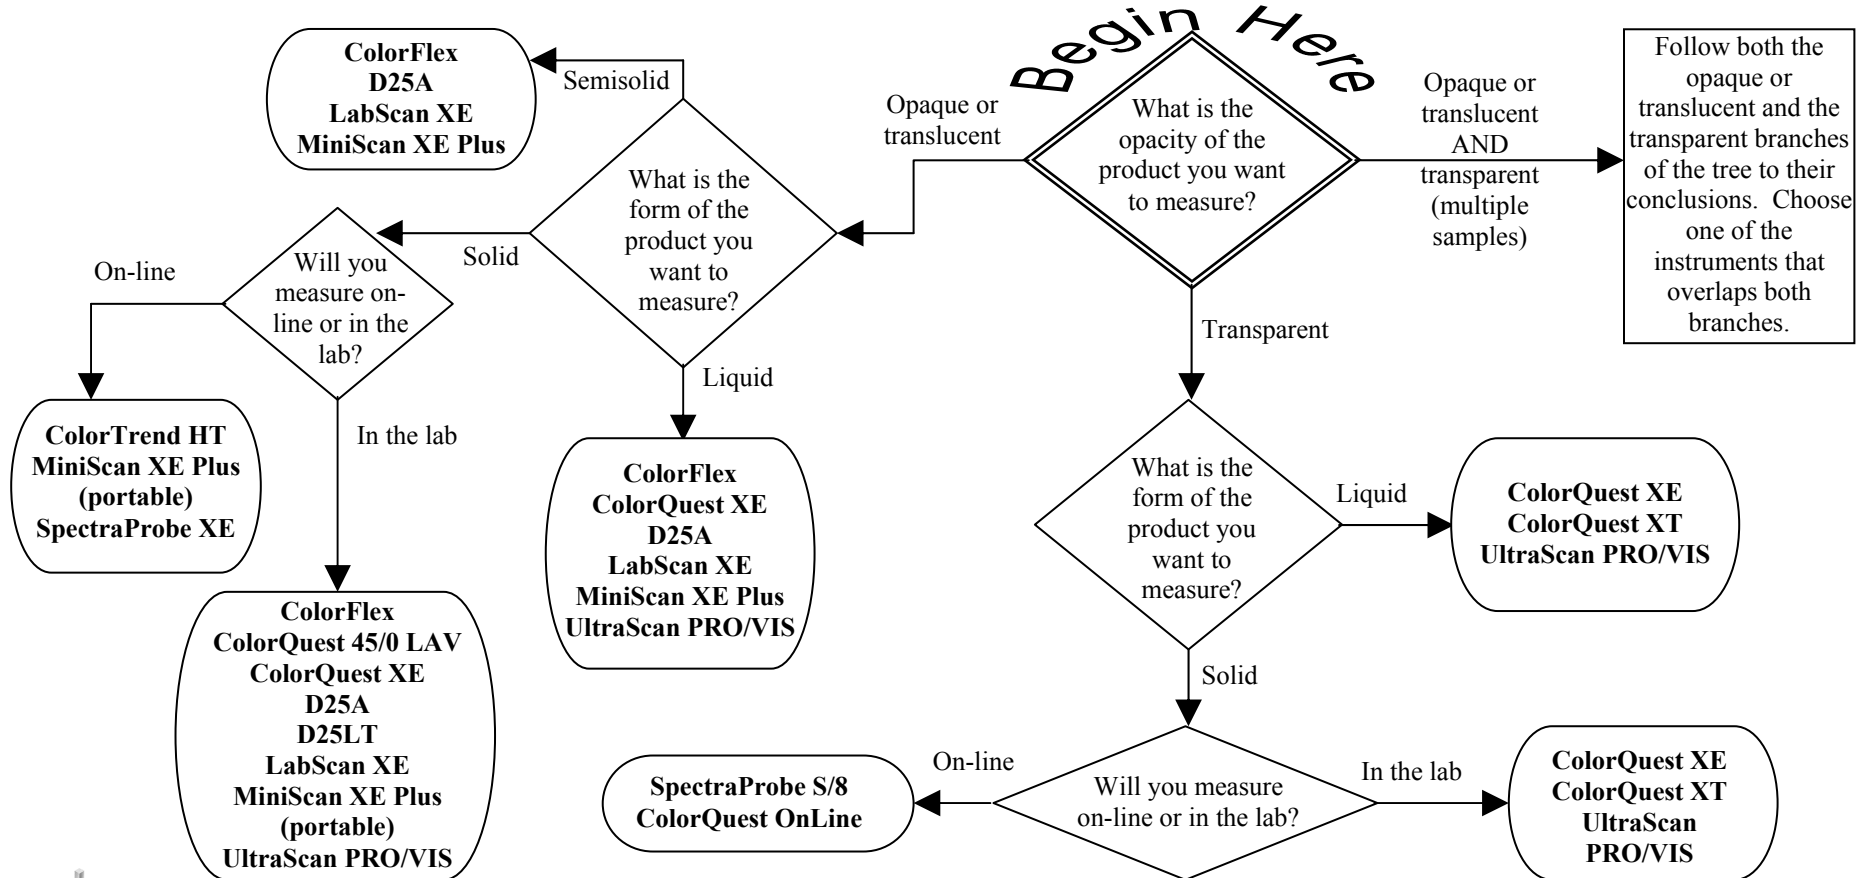 Begin Here
What is the
opacity of the
product you want
to measure?
Opaque or
translucent
AND
transparent
(multiple
samples)
Follow both the
opaque or
translucent and the
transparent branches
of the tree to their
conclusions. Choose
one of the
instruments that
overlaps both
branches.
Opaque or
translucent
What is the
form of the
product you
want to
measure?
Semisolid
ColorFlex
D25A
LabScan XE
MiniScan XE Plus
Solid
Will you
measure on-
line or in the
lab?
On-line
ColorTrend HT
MiniScan XE Plus
(portable)
SpectraProbe XE
In the lab
ColorFlex
ColorQuest 45/0 LAV
ColorQuest XE
D25A
D25LT
LabScan XE
MiniScan XE Plus
(portable)
UltraScan PRO/VIS
Liquid
ColorFlex
ColorQuest XE
D25A
LabScan XE
MiniScan XE Plus
UltraScan PRO/VIS
Transparent
What is the
form of the
product you
want to
measure?
Liquid
ColorQuest XE
ColorQuest XT
UltraScan PRO/VIS
Solid
Will you measure
on-line or in the lab?
On-line
SpectraProbe S/8
ColorQuest OnLine
In the lab
ColorQuest XE
ColorQuest XT
UltraScan
PRO/VIS